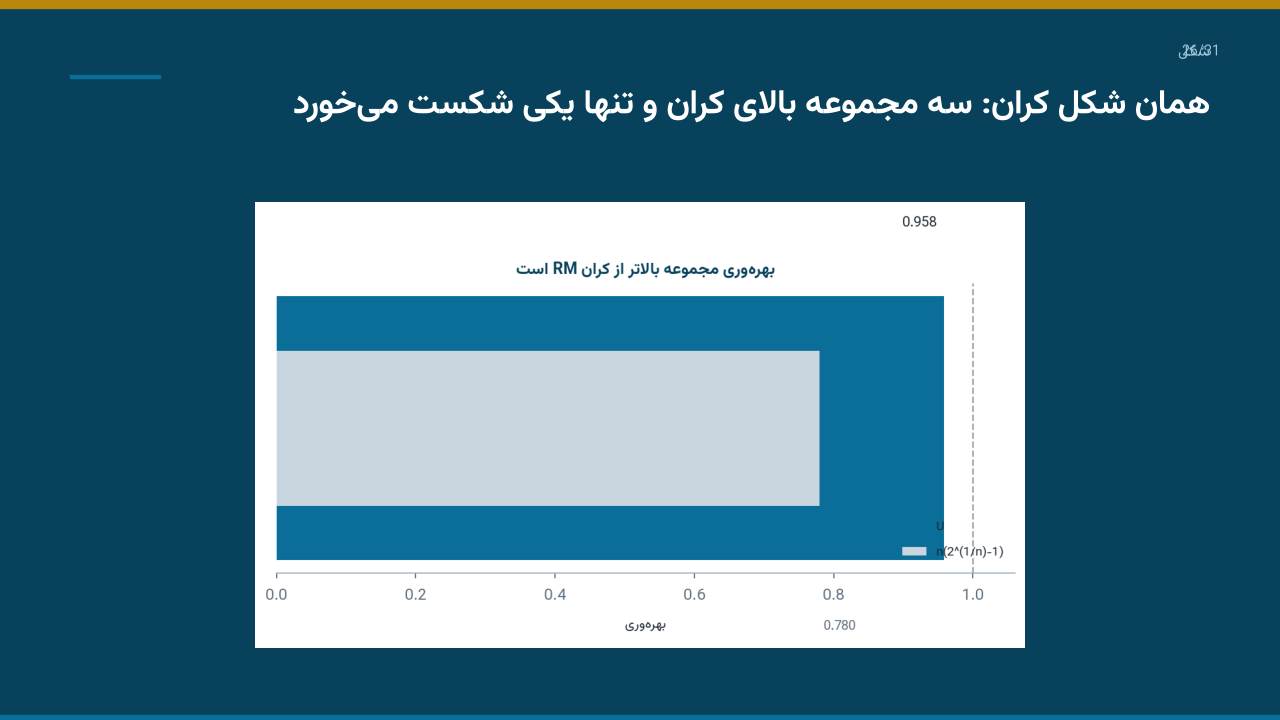 26/31
همان شکل کران: سه مجموعه بالای کران و تنها یکی شکست می‌خورد
0.958
بهره‌وری مجموعه بالاتر از کران RM است
U
n(2^(1/n)-1)
0.0 0.2 0.4 0.6 0.8 1.0
بهره‌وری
0.780